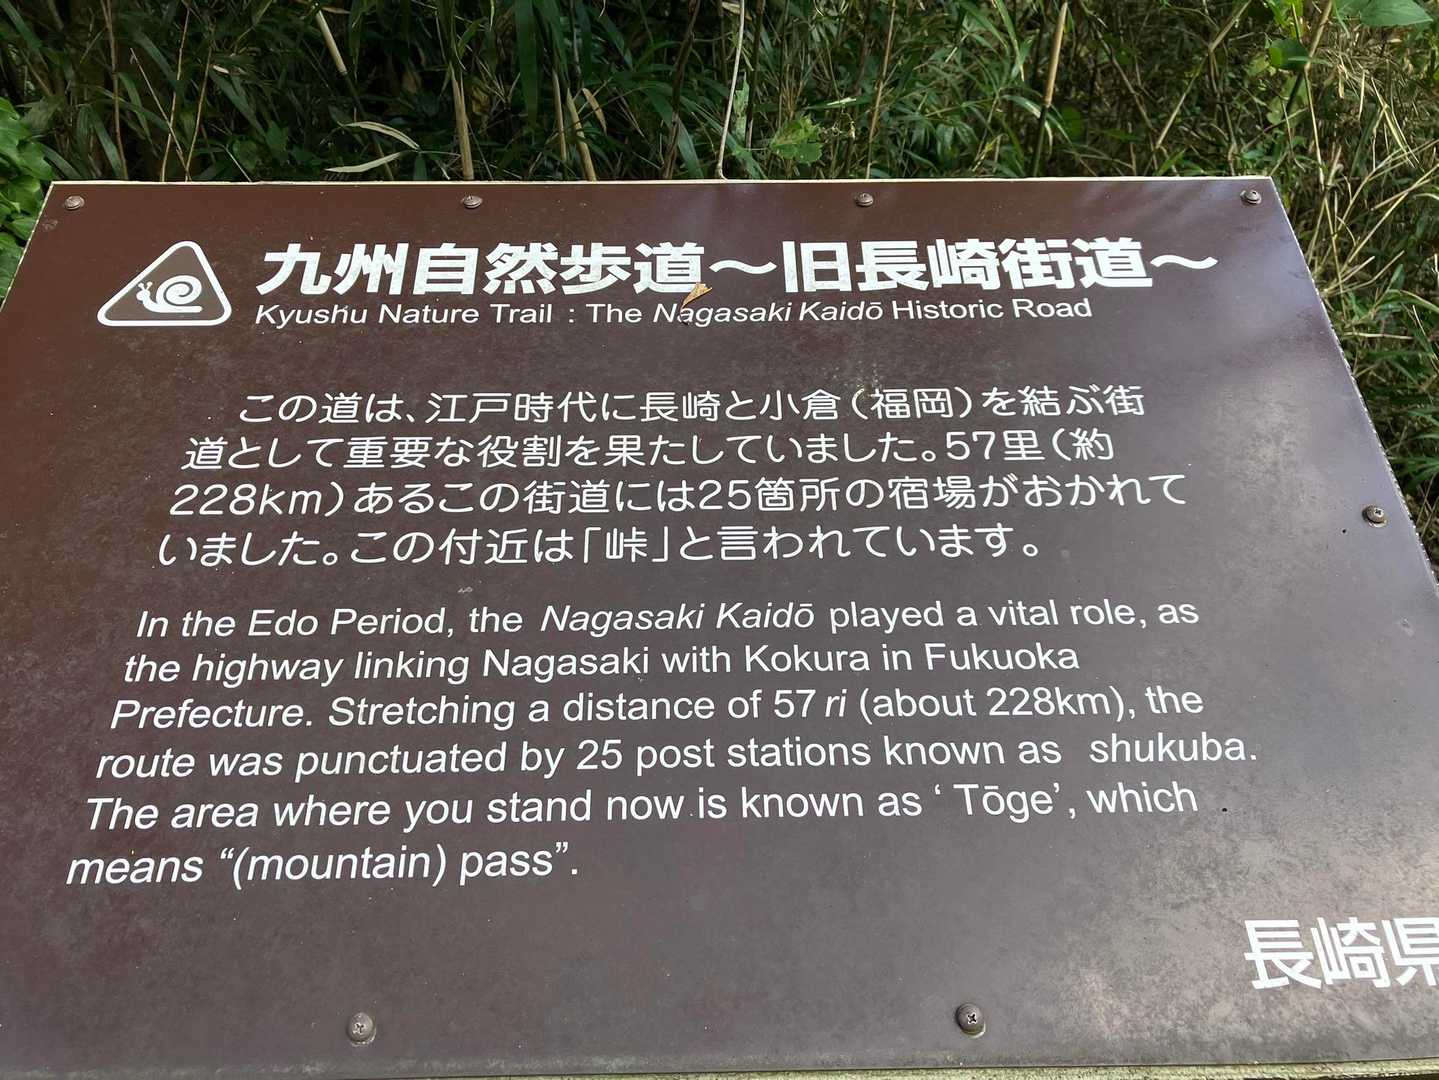 九州自然歩道～旧長崎街道～
Kyushu Nature Trail : The Nagasaki Kaidō Historic Road
この道は、江戸時代に長崎と小倉(福岡)を結ぶ街
道として重要な役割を果たしていました。57里(約
228km)あるこの街道には25箇所の宿場がおかれて
いました。この付近は「峠」と言われています。
In the Edo Period, the Nagasaki Kaidō played a vital role, as
the highway linking Nagasaki with Kokura in Fukuoka
Prefecture. Stretching a distance of 57 ri (about 228km), the
route was punctuated by 25 post stations known as shukuba.
The area where you stand now is known as ‘ Tōge’, which
means “(mountain) pass”.
長崎県